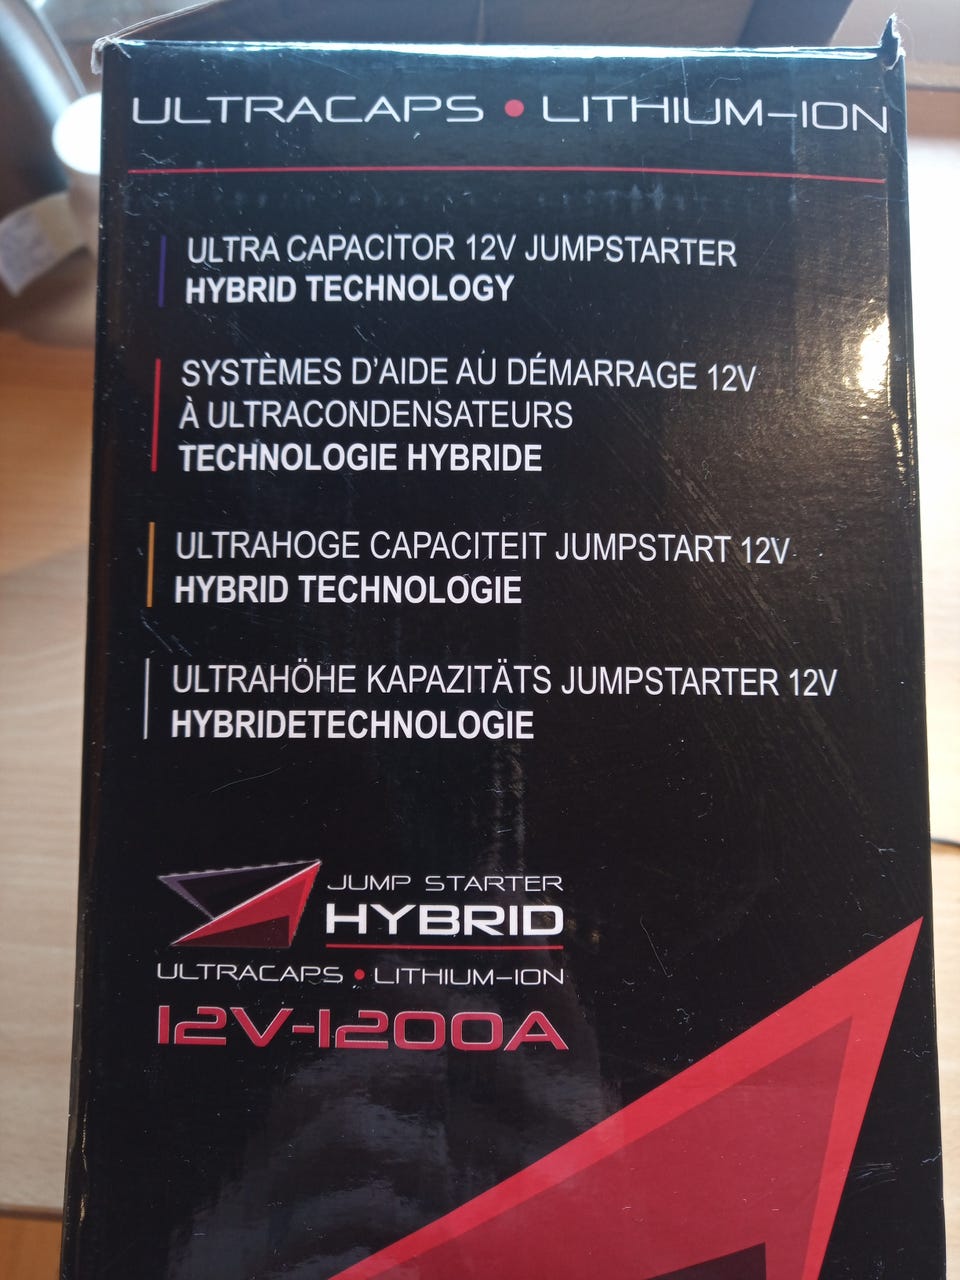 ULTRACAPS • LITHIUM-ION
ULTRA CAPACITOR 12V JUMPSTARTER
HYBRID TECHNOLOGY
SYSTÈMES D'AIDE AU DÉMARRAGE 12V
À ULTRACONDENSATEURS
TECHNOLOGIE HYBRIDE
ULTRAHOGE CAPACITEIT JUMPSTART 12V
HYBRID TECHNOLOGIE
ULTRAHÖHE KAPAZITÄTS JUMPSTARTER 12V
HYBRIDETECHNOLOGIE
JUMP STARTER
HYBRID
ULTRACAPS • LITHIUM-ION
12V-1200A